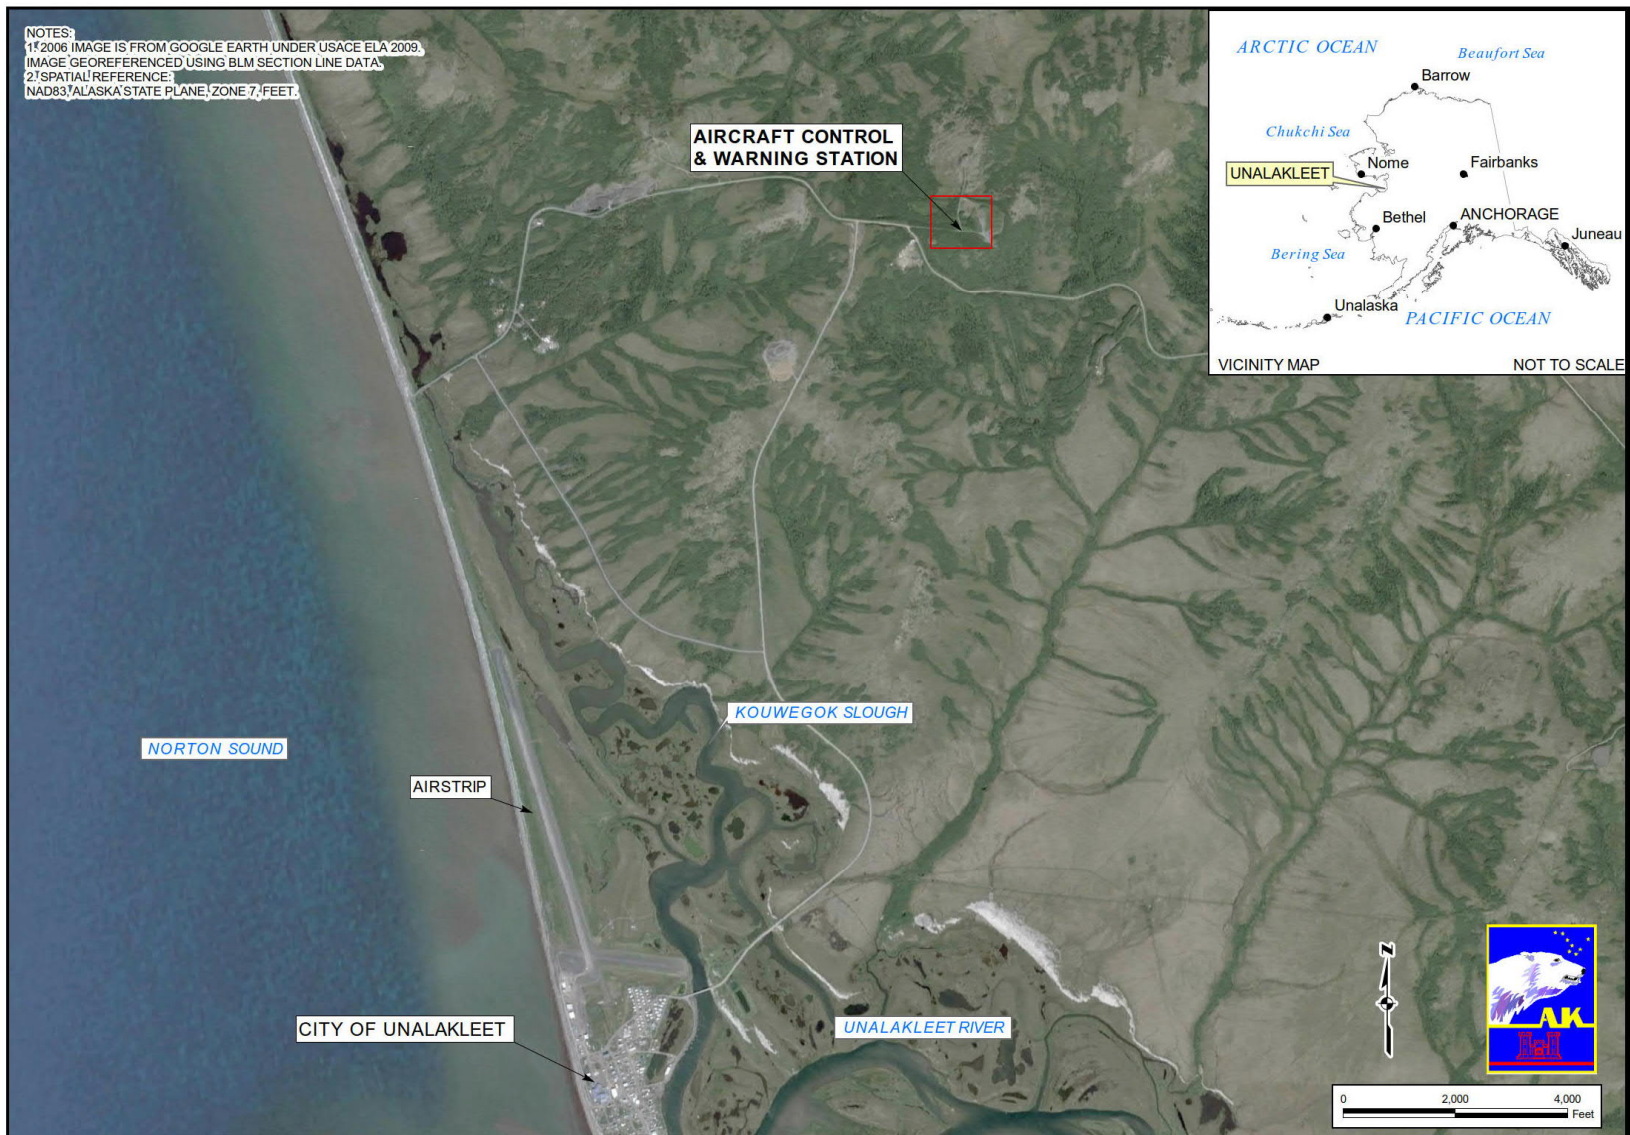 NOTES:
1. 2006 IMAGE IS FROM GOOGLE EARTH UNDER USACE ELA 2009.
IMAGE GEOREFERENCED USING BLM SECTION LINE DATA.
2. SPATIAL REFERENCE:
NAD83, ALASKA STATE PLANE, ZONE 7, FEET.
AIRCRAFT CONTROL
& WARNING STATION
ARCTIC OCEAN
Beaufort Sea
Barrow
Chukchi Sea
Nome
Fairbanks
UNALAKLEET
Bethel
ANCHORAGE
Juneau
Bering Sea
Unalaska
PACIFIC OCEAN
VICINITY MAP
NOT TO SCALE
KOUWEGOK SLOUGH
NORTON SOUND
AIRSTRIP
CITY OF UNALAKLEET
UNALAKLEET RIVER
N
AK
0 2,000 4,000
Feet